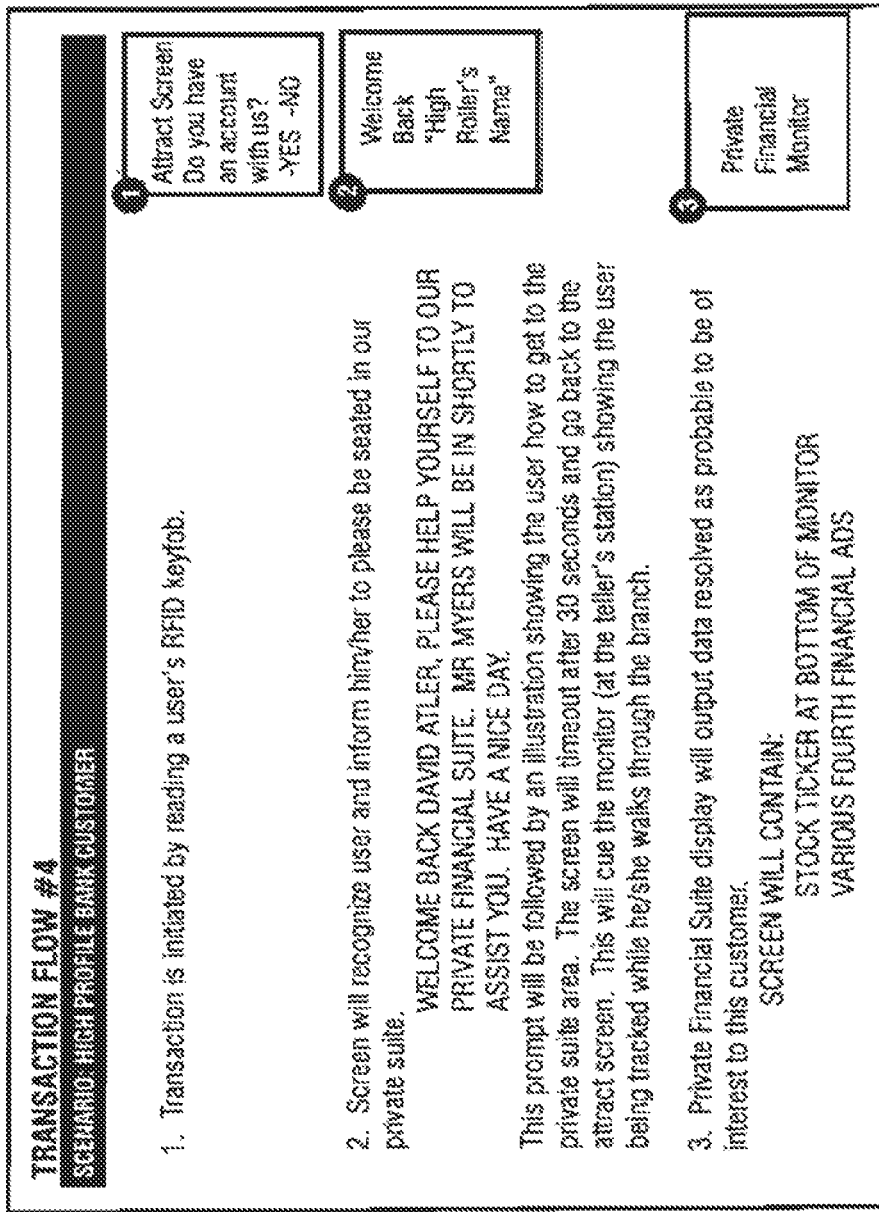 TRANSACTION FLOW #4
SCENARIO: HIGH PROFILE BANK CUSTOMER
1. Transaction is initiated by reading a user's RFID keyfob.
1
Attract Screen
Do you have
an account
with us?
-YES -NO
2. Screen will recognize user and inform him/her to please be seated in our
private suite.
WELCOME BACK DAVID ATLER, PLEASE HELP YOURSELF TO OUR
PRIVATE FINANCIAL SUITE. MR MYERS WILL BE IN SHORTLY TO
ASSIST YOU. HAVE A NICE DAY.
This prompt will be followed by an illustration showing the user how to get to the
private suite area. The screen will timeout after 30 seconds and go back to the
attract screen. This will cue the monitor (at the teller's station) showing the user
being tracked while he/she walks through the branch.
2
Welcome
Back
"High
Roller's
Name"
3. Private Financial Suite display will output data resolved as probable to be of
interest to this customer.
SCREEN WILL CONTAIN:
STOCK TICKER AT BOTTOM OF MONITOR
VARIOUS FOURTH FINANCIAL ADS
3
Private
Financial
Monitor